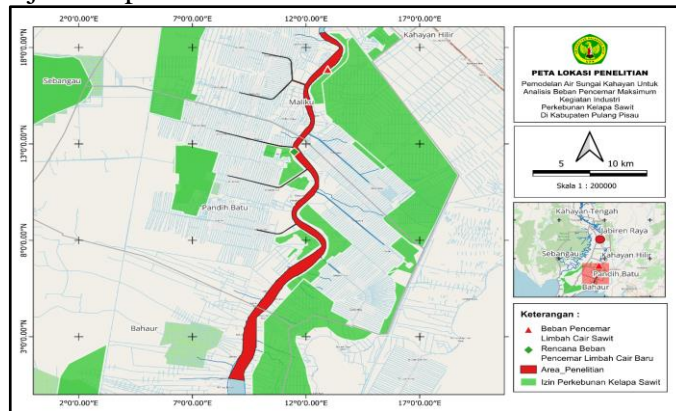 2°0'0.00"E 7°0'0.00"E 12°0'0.00"E 17°0'0.00"E
18°0'0.00"N
13°0'0.00"N
8°0'0.00"N
3°0'0.00"N
Kahayan Hilir
Sebangau
Maliku
Pandih Batu
Bahaur
2°0'0.00"E 7°0'0.00"E 12°0'0.00"E 17°0'0.00"E
PETA LOKASI PENELITIAN
Pemodelan Air Sungai Kahayan Untuk
Analisis Beban Pencemar Maksimum
Kegiatan Industri
Perkebunan Kelapa Sawit
Di Kabupaten Pulang Pisau
5 10 km
Skala 1 : 200000
Kahayan Tengah
Jabiren Raya
Sebangau
Kahayan Hilir
Pandih Batu
Bahaur
Keterangan :
Beban Pencemar
Limbah Cair Sawit
Rencana Beban
Pencemar Limbah Cair Baru
Area_Penelitian
Izin Perkebunan Kelapa Sawit